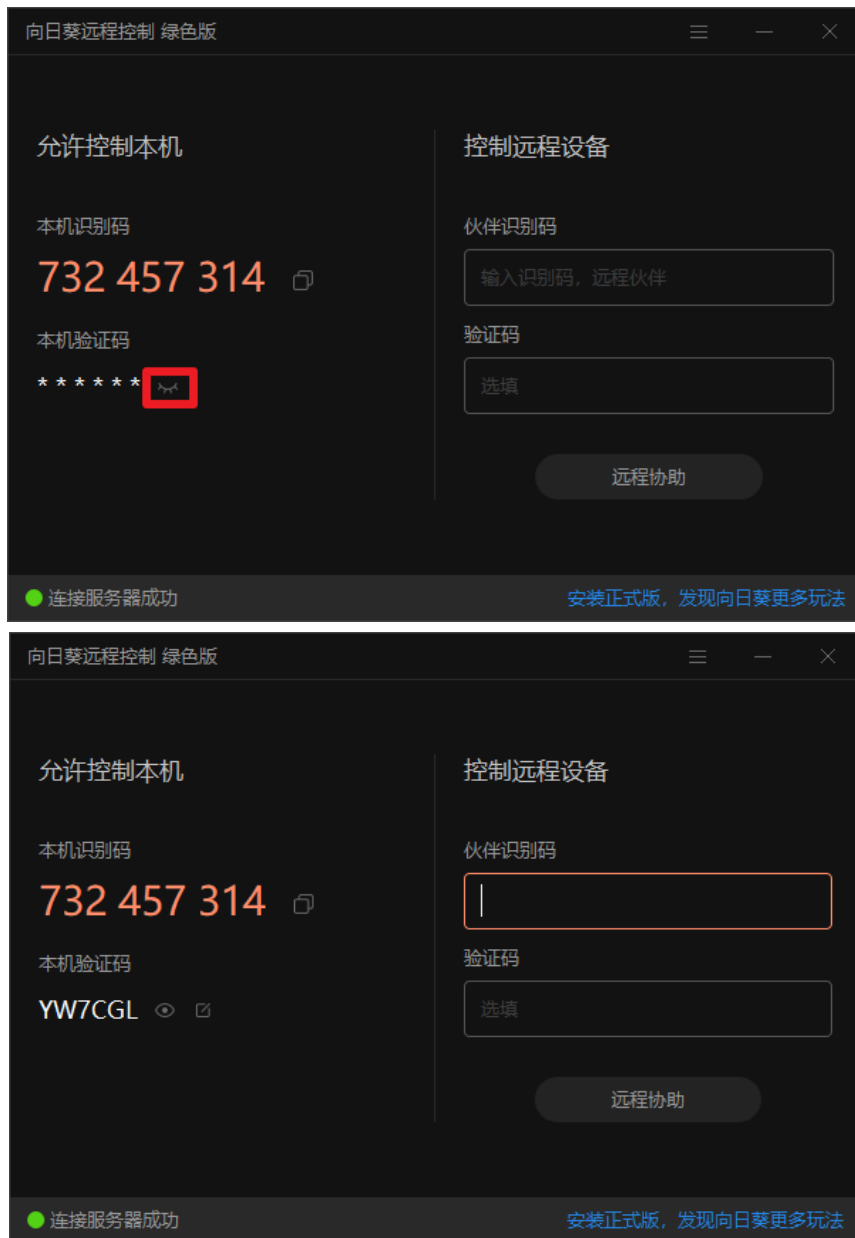 向日葵远程控制 绿色版
允许控制本机
本机识别码
732 457 314
本机验证码
******
控制远程设备
伙伴识别码
输入识别码，远程伙伴
验证码
选填
远程协助
连接服务器成功
安装正式版，发现向日葵更多玩法
向日葵远程控制 绿色版
允许控制本机
本机识别码
732 457 314
本机验证码
YW7CGL
控制远程设备
伙伴识别码
验证码
选填
远程协助
连接服务器成功
安装正式版，发现向日葵更多玩法